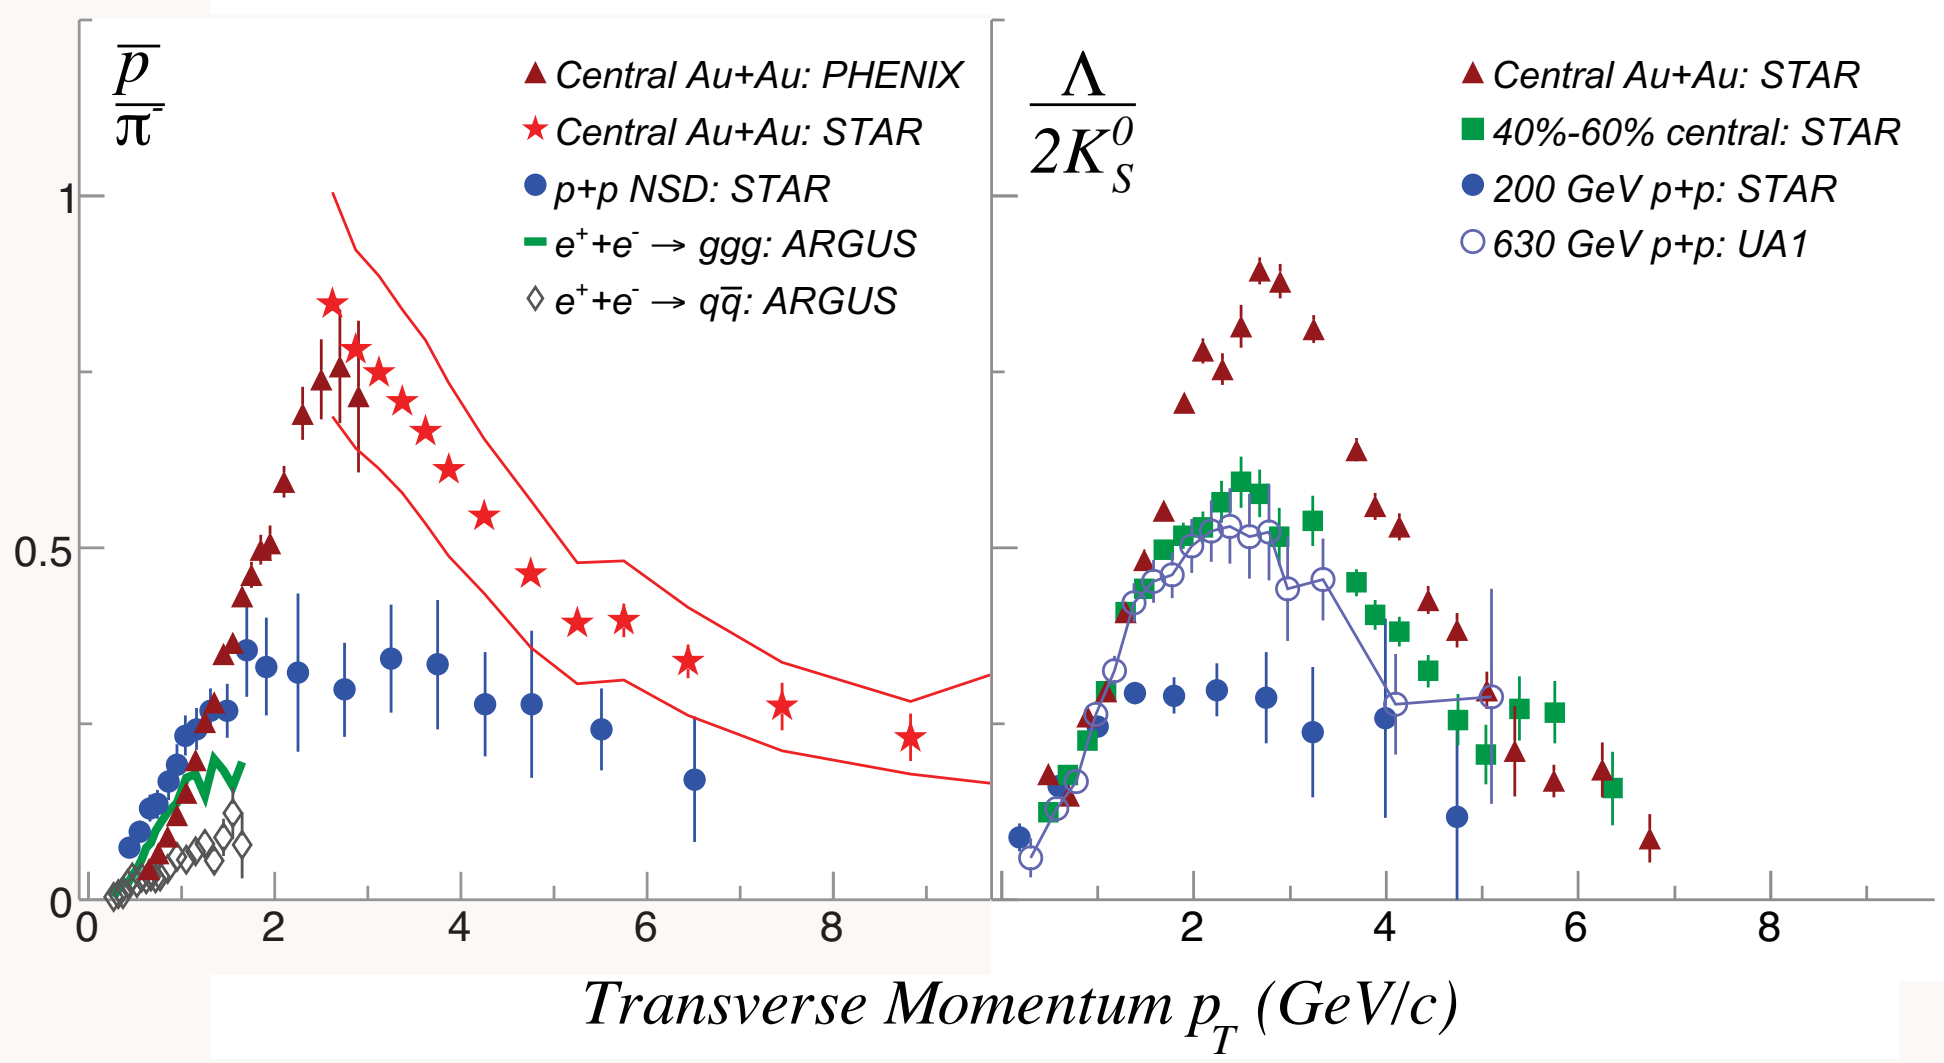 p̅
π̅⁻
Central Au+Au: PHENIX
Central Au+Au: STAR
p+p NSD: STAR
e⁺+e⁻ → ggg: ARGUS
e⁺+e⁻ → qq̅: ARGUS
1
0.5
0
0 2 4 6 8
Λ
2K⁰_S
Central Au+Au: STAR
40%-60% central: STAR
200 GeV p+p: STAR
630 GeV p+p: UA1
2 4 6 8
Transverse Momentum p_T (GeV/c)